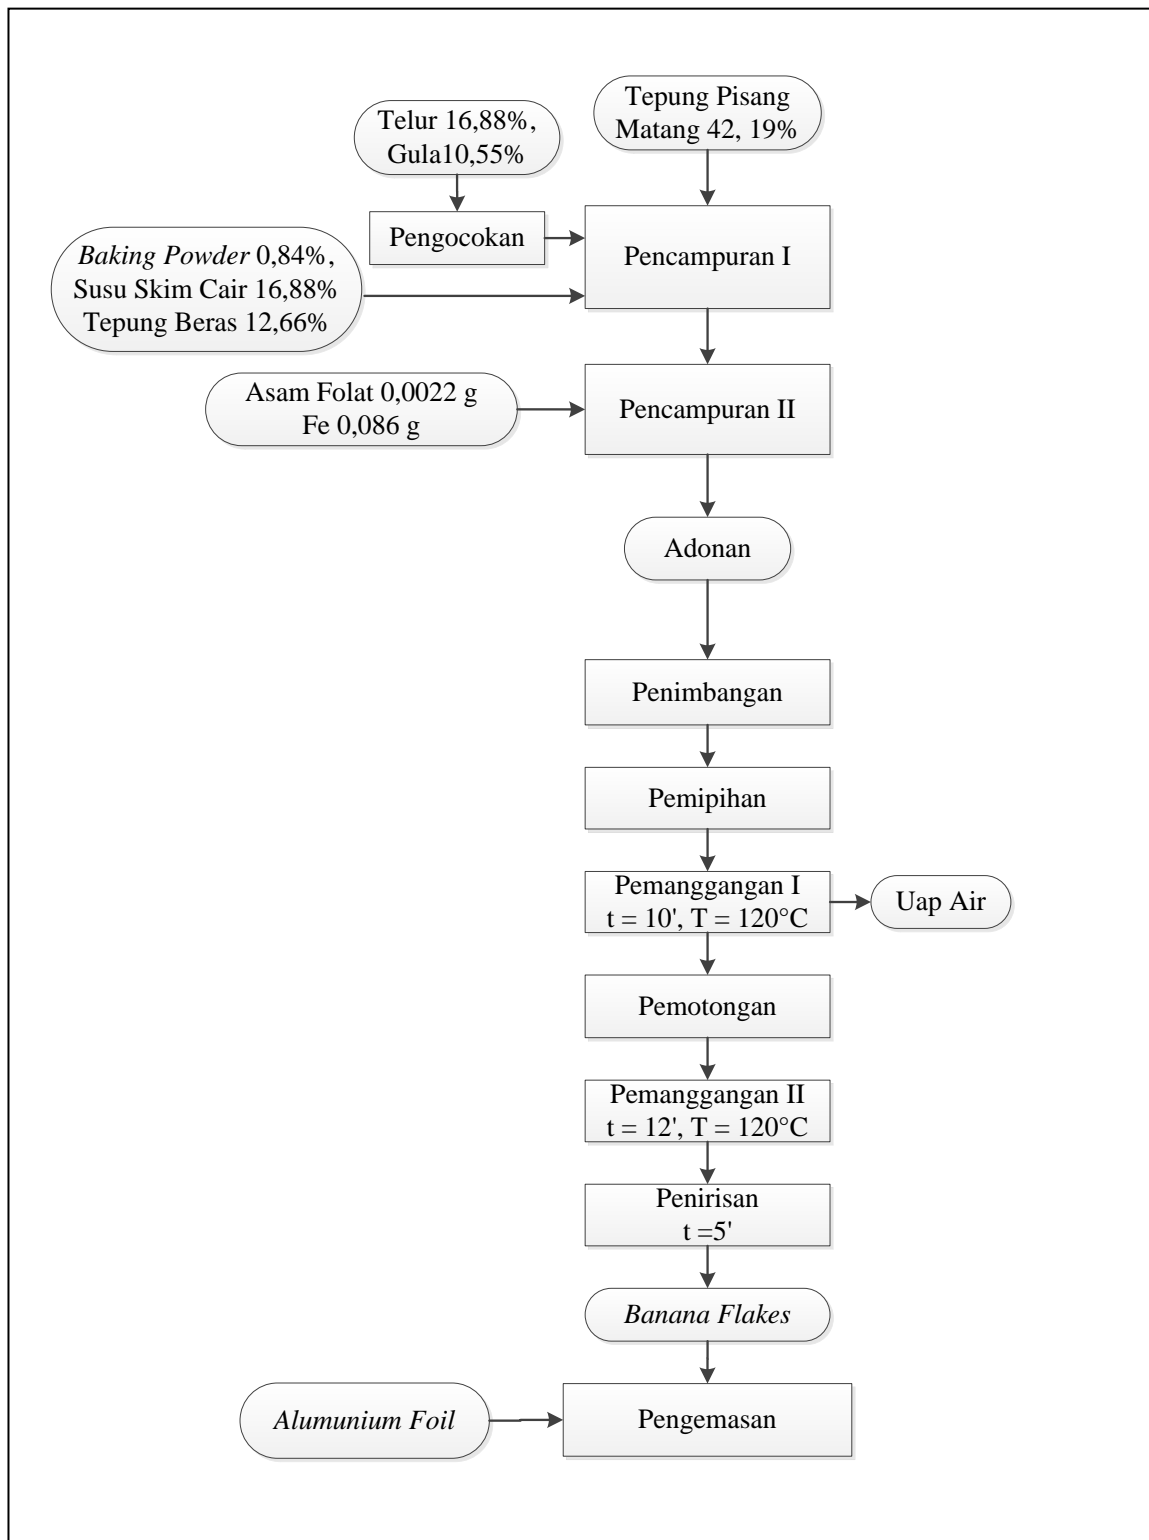 Tepung Pisang
Matang 42, 19%
Telur 16,88%,
Gula10,55%
Pengocokan
Pencampuran I
Baking Powder 0,84%,
Susu Skim Cair 16,88%
Tepung Beras 12,66%
Asam Folat 0,0022 g
Fe 0,086 g
Pencampuran II
Adonan
Penimbangan
Pemipihan
Pemanggangan I
t = 10', T = 120°C
Uap Air
Pemotongan
Pemanggangan II
t = 12', T = 120°C
Penirisan
t =5'
Banana Flakes
Alumunium Foil
Pengemasan